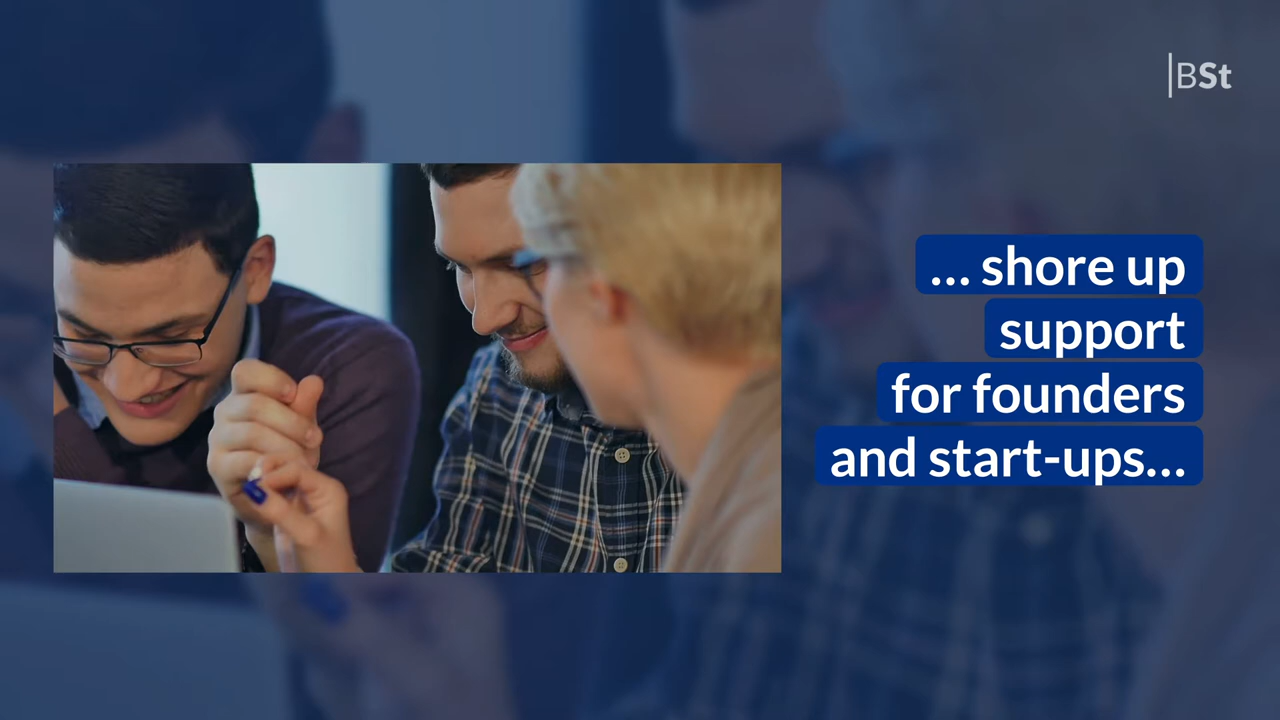 |BSt
... shore up
support
for founders
and start-ups...